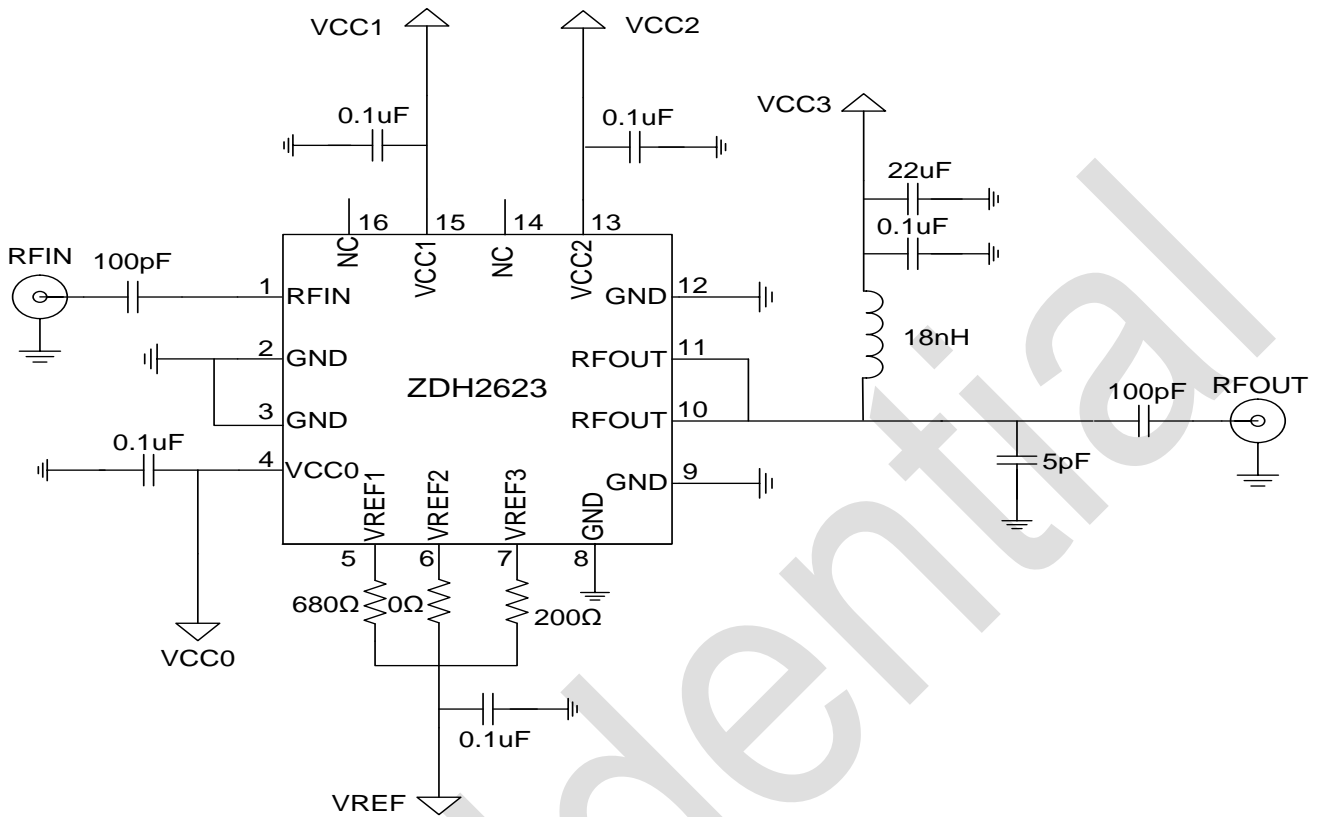 VCC1
VCC2
VCC3
0.1uF
0.1uF
22uF
0.1uF
16
15
14
13
NC
VCC1
NC
VCC2
RFIN
100pF
1
RFIN
GND
12
2
GND
RFOUT
11
18nH
ZDH2623
3
GND
RFOUT
10
100pF
RFOUT
0.1uF
4
VCC0
GND
9
5pF
VREF1
VREF2
VREF3
GND
5
6
7
8
680Ω
0Ω
200Ω
VCC0
0.1uF
VREF
dential